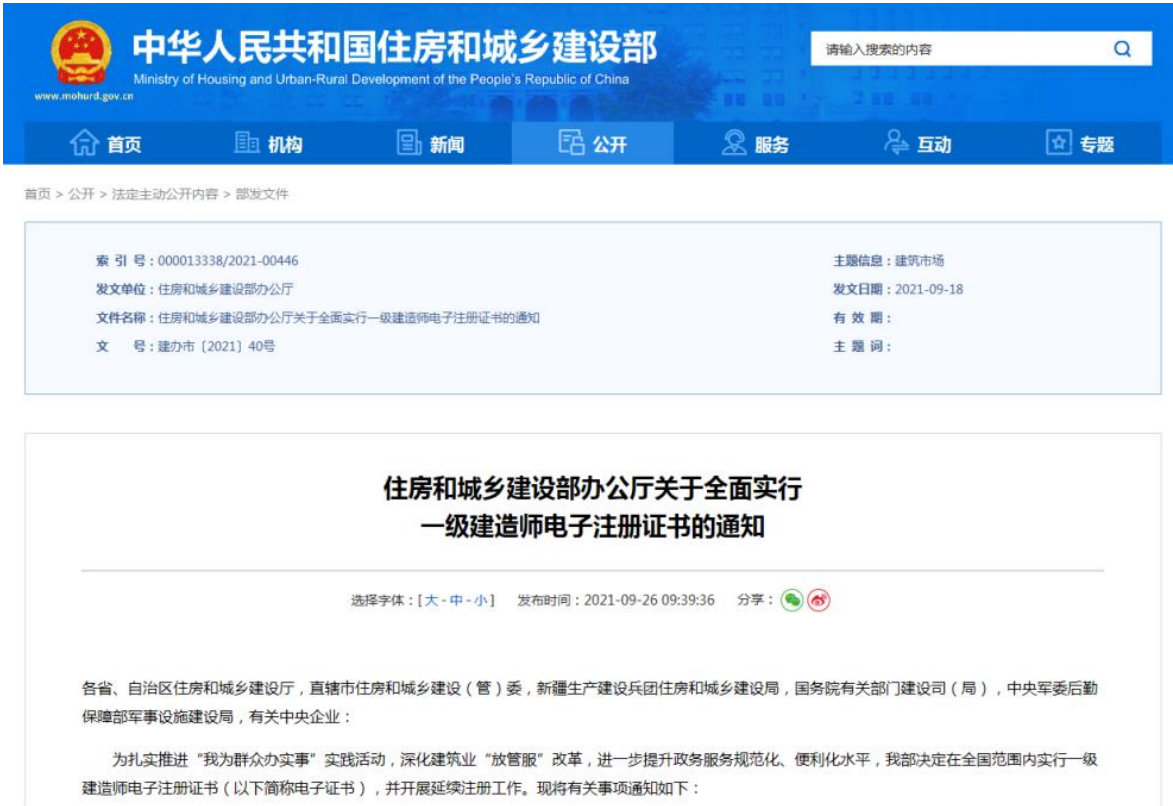 中华人民共和国住房和城乡建设部
Ministry of Housing and Urban-Rural Development of the People's Republic of China
www.mohurd.gov.cn
请输入搜索的内容
首页 机构 新闻 公开 服务 互动 专题
首页 > 公开 > 法定主动公开内容 > 部发文件
索 引 号：000013338/2021-00446
主题信息：建筑市场
发文单位：住房和城乡建设部办公厅
发文日期：2021-09-18
文件名称：住房和城乡建设部办公厅关于全面实行一级建造师电子注册证书的通知
有 效 期：
文 号：建办市〔2021〕40号
主 题 词：
住房和城乡建设部办公厅关于全面实行
一级建造师电子注册证书的通知
选择字体：[大-中-小] 发布时间：2021-09-26 09:39:36 分享：
各省、自治区住房和城乡建设厅，直辖市住房和城乡建设（管）委，新疆生产建设兵团住房和城乡建设局，国务院有关部门建设司（局），中央军委后勤
保障部军事设施建设局，有关中央企业：
为扎实推进“我为群众办实事”实践活动，深化建筑业“放管服”改革，进一步提升政务服务规范化、便利化水平，我部决定在全国范围内实行一级
建造师电子注册证书（以下简称电子证书），并开展延续注册工作。现将有关事项通知如下：